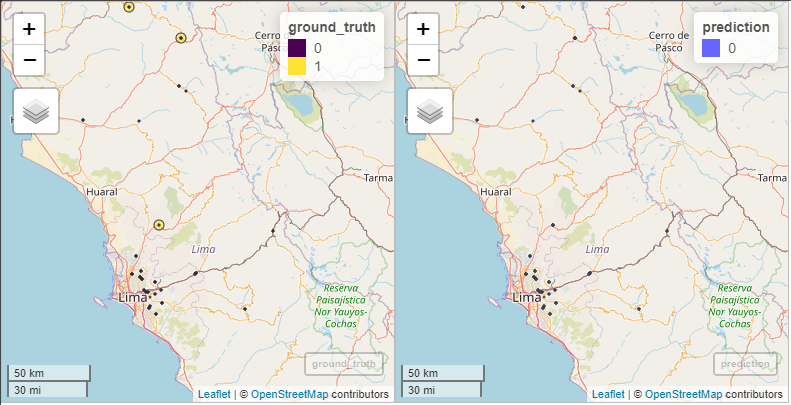 +
−
Cerro de
Pasco
ground_truth
0
1
H
Huaral
Tarma
Lima
Lima
Reserva
Paisajística
Nor Yauyos-
Cochas
50 km
30 mi
ground_truth
Leaflet | © OpenStreetMap contributors
+
−
Cerro de
Pasco
prediction
0
H
Huaral
Tarma
Lima
Lima
Reserva
Paisajística
Nor Yauyos-
Cochas
50 km
30 mi
prediction
Leaflet | © OpenStreetMap contributors